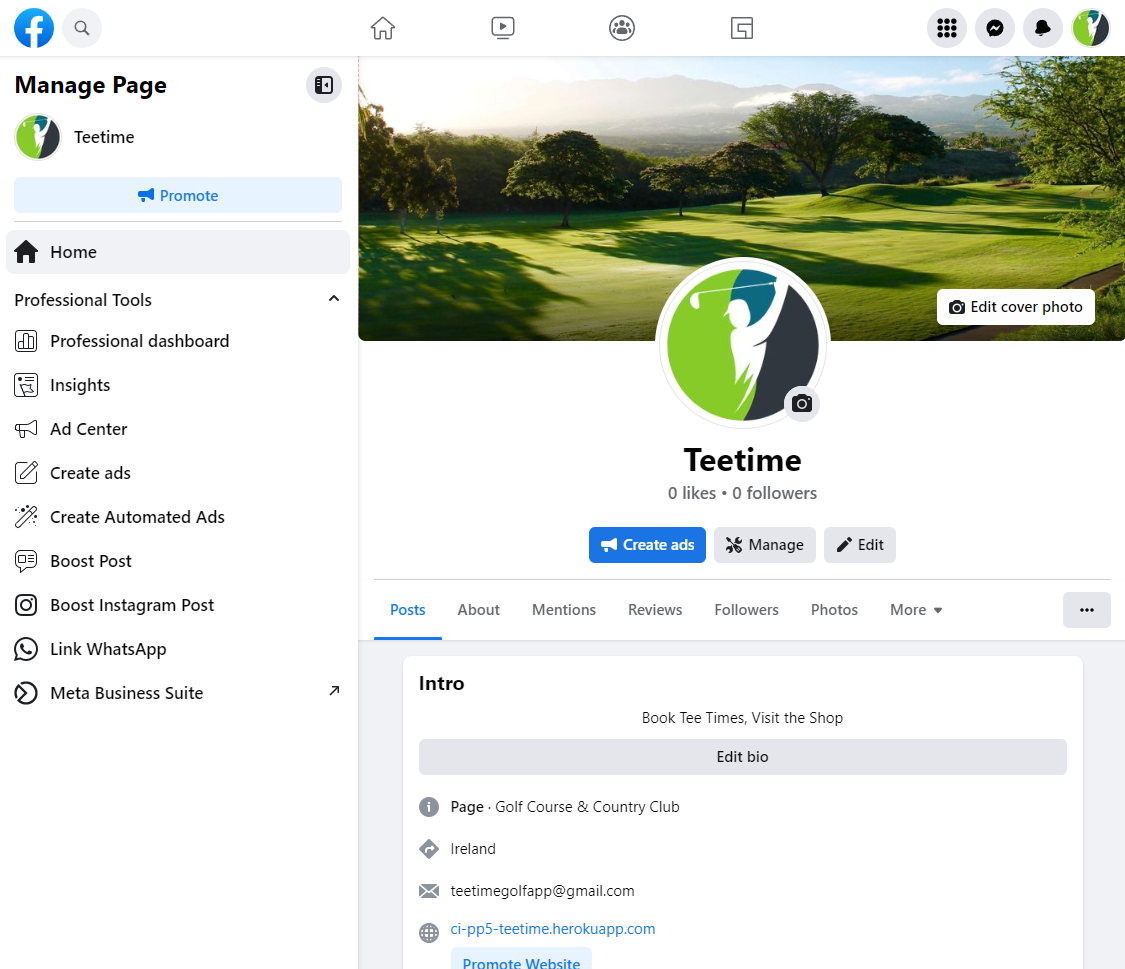 Manage Page
Teetime
Promote
Home
Professional Tools
Professional dashboard
Insights
Ad Center
Create ads
Create Automated Ads
Boost Post
Boost Instagram Post
Link WhatsApp
Meta Business Suite
Edit cover photo
Teetime
0 likes • 0 followers
Create ads Manage Edit
Posts About Mentions Reviews Followers Photos More
Intro
Book Tee Times, Visit the Shop
Edit bio
Page · Golf Course & Country Club
Ireland
teetimegolfapp@gmail.com
ci-pp5-teetime.herokuapp.com
Promote Website